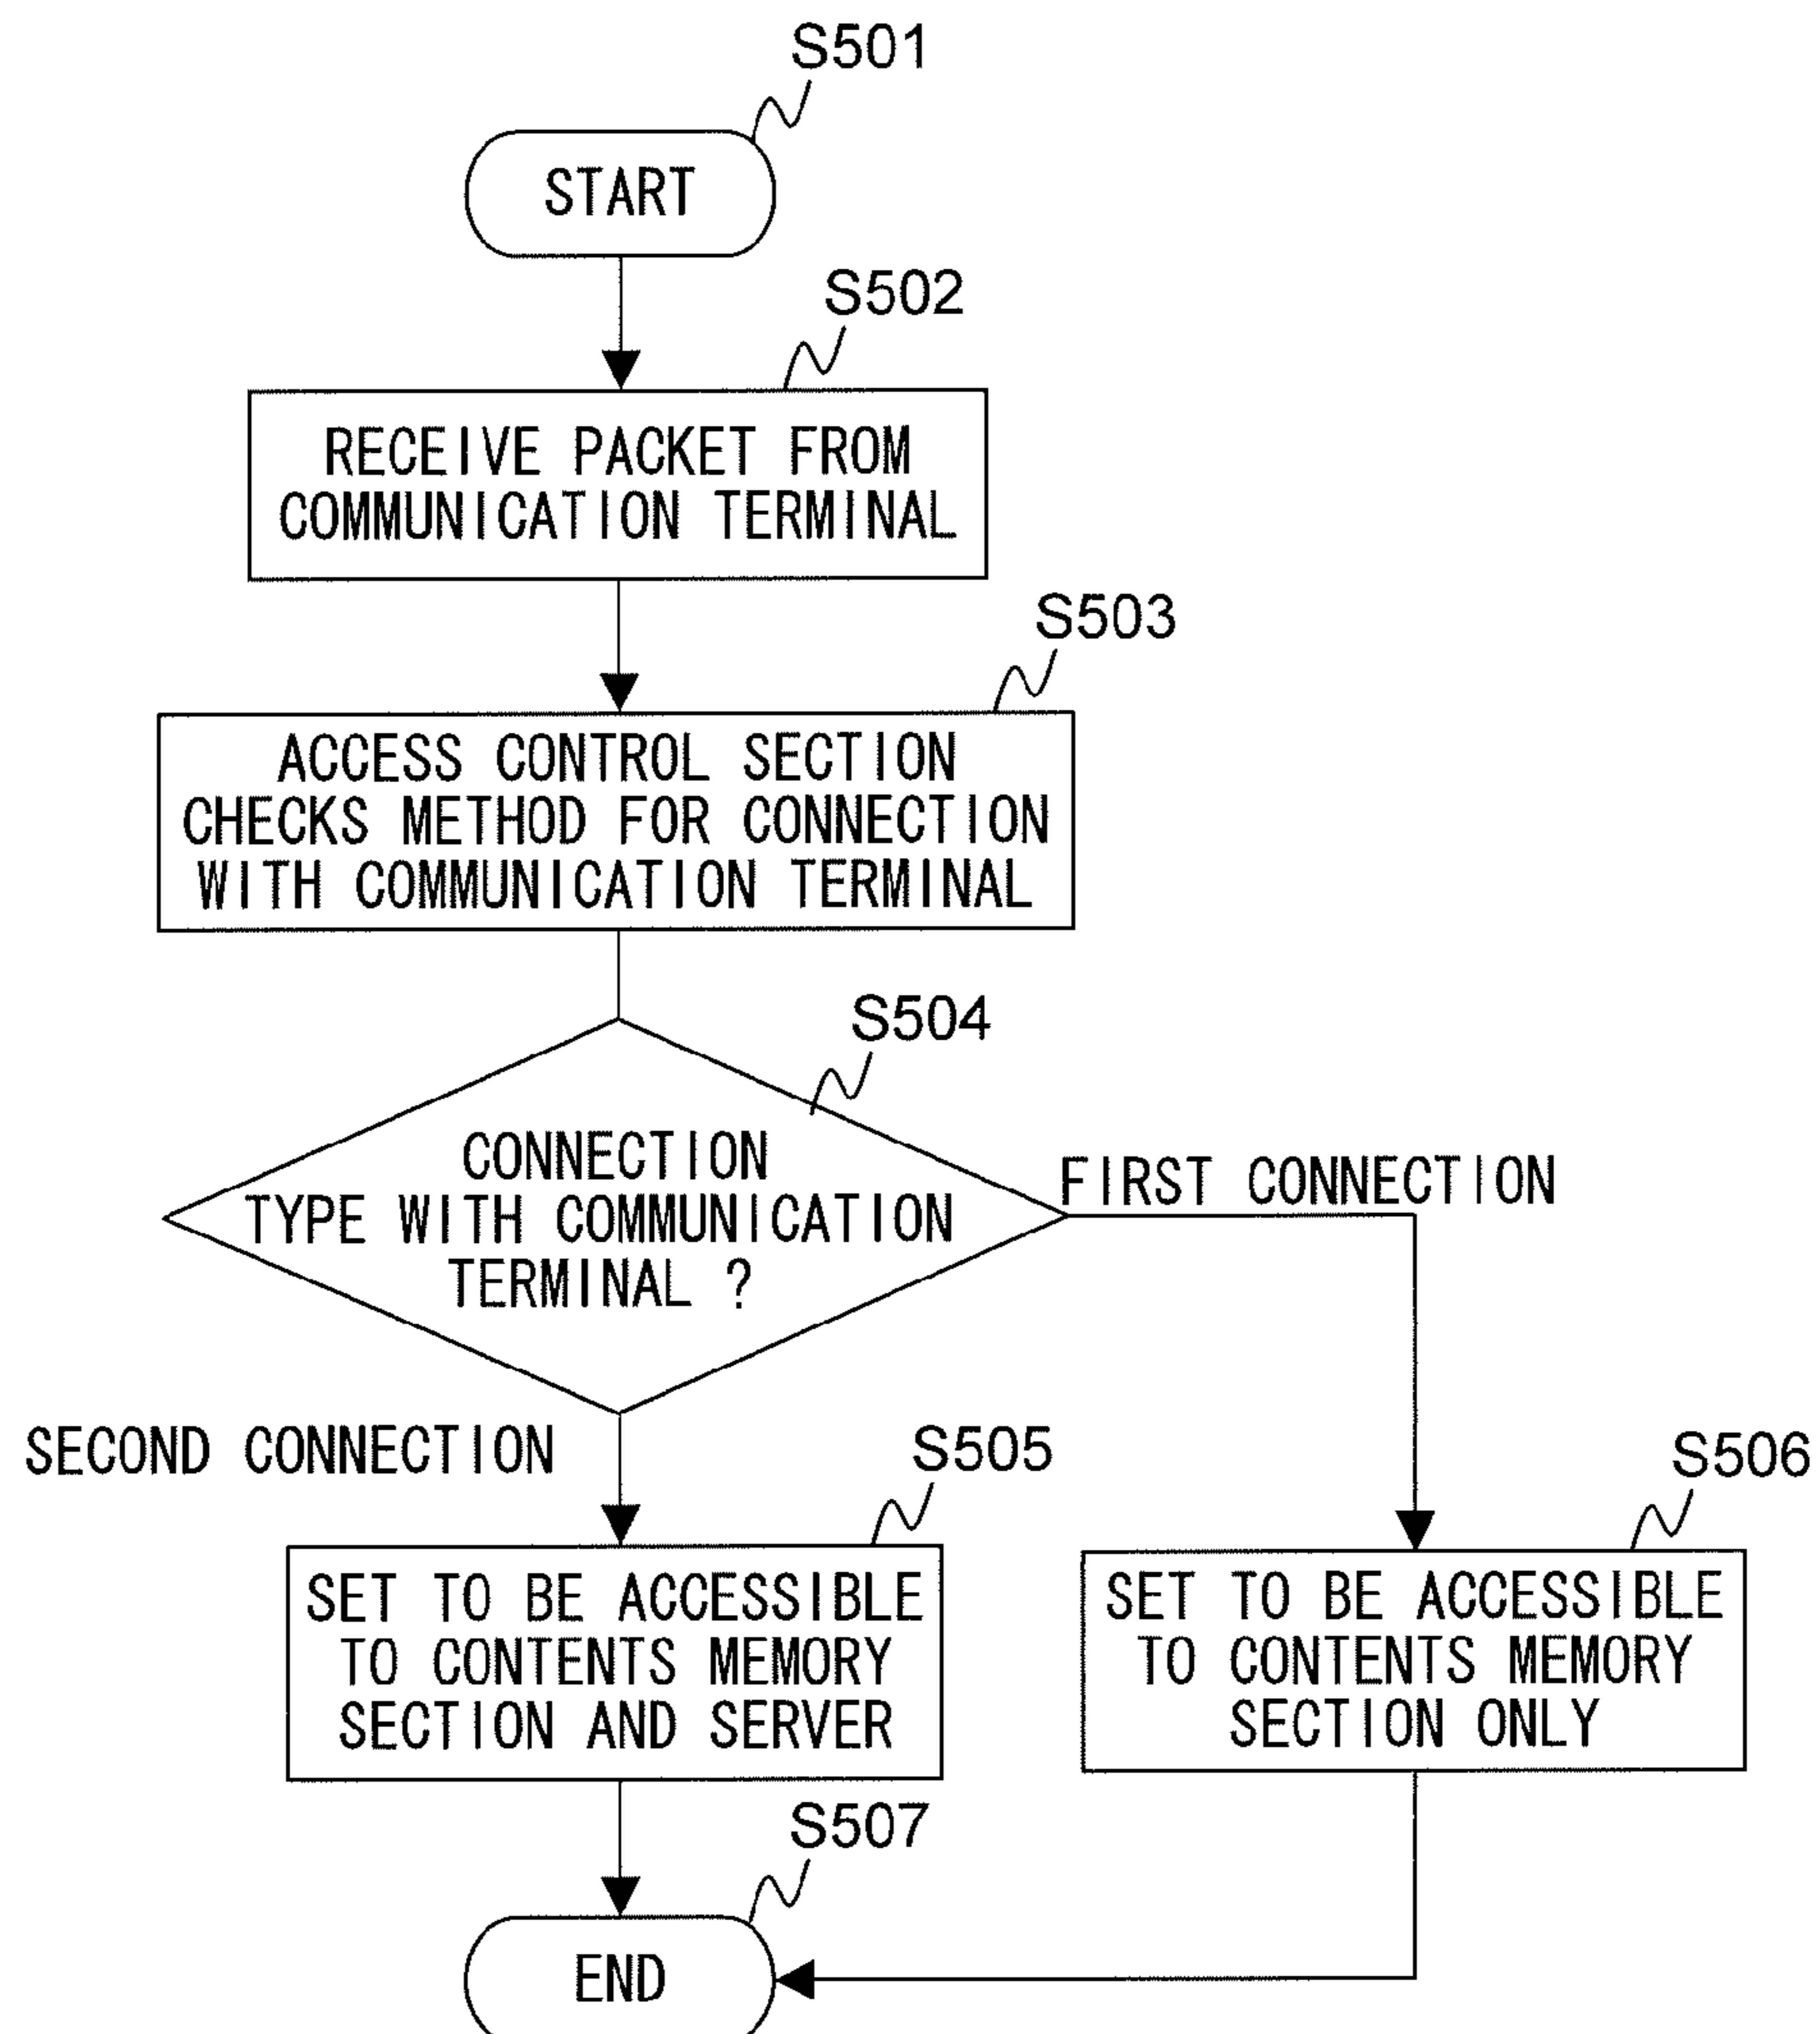 S501
START
S502
RECEIVE PACKET FROM
COMMUNICATION TERMINAL
S503
ACCESS CONTROL SECTION
CHECKS METHOD FOR CONNECTION
WITH COMMUNICATION TERMINAL
S504
CONNECTION
TYPE WITH COMMUNICATION
TERMINAL ?
FIRST CONNECTION
SECOND CONNECTION
S505
SET TO BE ACCESSIBLE
TO CONTENTS MEMORY
SECTION AND SERVER
S506
SET TO BE ACCESSIBLE
TO CONTENTS MEMORY
SECTION ONLY
S507
END